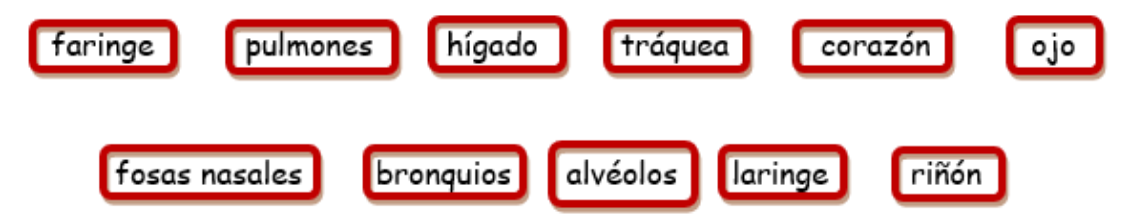 faringe pulmones hígado tráquea corazón ojo
fosas nasales bronquios alvéolos laringe riñón